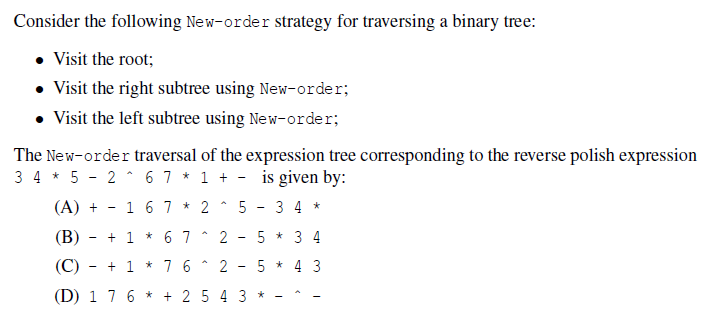 Consider the following New-order strategy for traversing a binary tree:
• Visit the root;
• Visit the right subtree using New-order;
• Visit the left subtree using New-order;
The New-order traversal of the expression tree corresponding to the reverse polish expression
3 4 * 5 - 2 ^ 6 7 * 1 + - is given by:
(A) + - 1 6 7 * 2 ^ 5 - 3 4 *
(B) - + 1 * 6 7 ^ 2 - 5 * 3 4
(C) - + 1 * 7 6 ^ 2 - 5 * 4 3
(D) 1 7 6 * + 2 5 4 3 * - ^ -